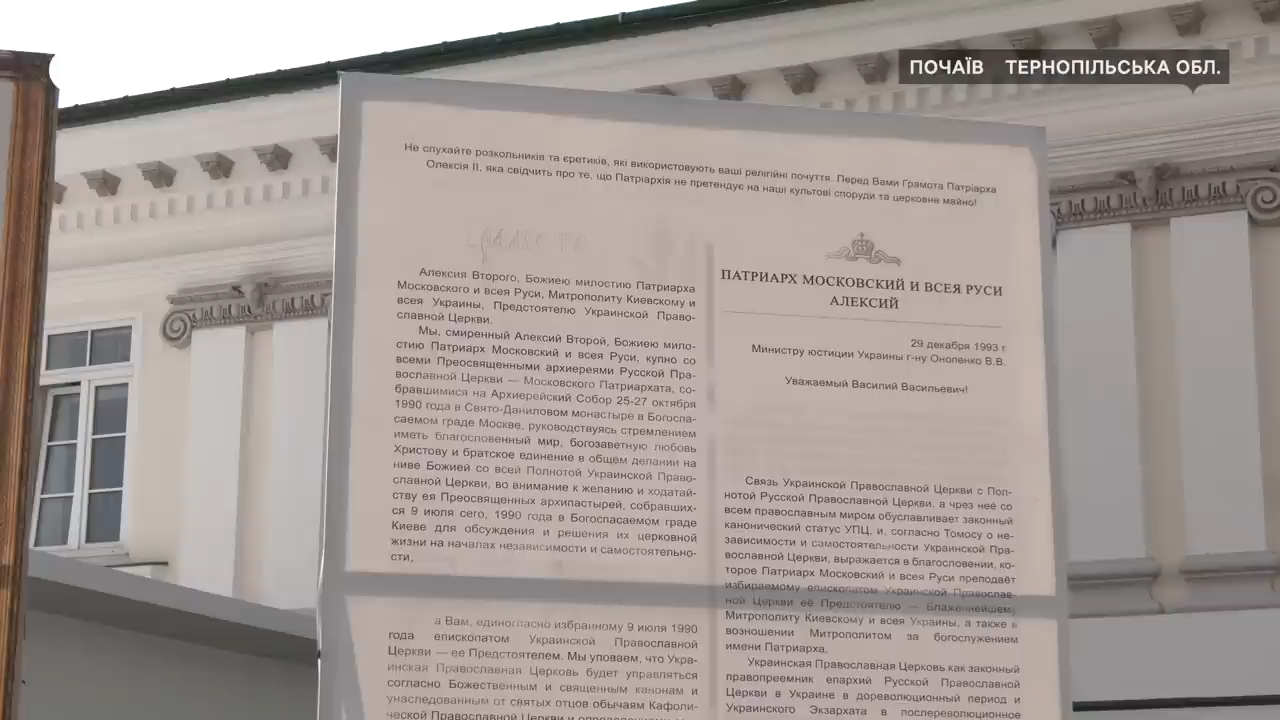 ПОЧАЇВ ТЕРНОПІЛЬСЬКА ОБЛ.
Не слухайте розкольників та єретиків, які використовують ваші релігійні почуття. Перед Вами Грамота Патріарха
Олексія ІІ, яка свідчить про те, що Патріархія не претендує на наші культові споруди та церковне майно!
Алексия Второго, Божиею милостию Патриарха
Московского и всея Руси, Митрополиту Киевскому и
всея Украины, Предстоятелю Украинской Право-
славной Церкви.
Мы, смиренный Алексий Второй, Божиею мило-
стию Патриарх Московский и всея Руси, купно со
всеми Преосвященными архиереями Русской Пра-
вославной Церкви — Московского Патриархата, со-
бравшимися на Архиерейский Собор 25-27 октября
1990 года в Свято-Даниловом монастыре в Богоспа-
саемом граде Москве, руководствуясь стремлением
иметь благословенный мир, богозаветную любовь
Христову и братское единение в общем делании на
ниве Божией со всей Полнотой Украинской Право-
славной Церкви, во внимание к желанию и ходатай-
ству ея Преосвященных архипастырей, собравших-
ся 9 июля сего, 1990 года в Богоспасаемом граде
Киеве для обсуждения и решения их церковной
жизни на началах независимости и самостоятельно-
сти,
а Вам, единогласно избранному 9 июля 1990
года епископатом Украинской Православной
Церкви — ее Предстоятелем. Мы уповаем, что Укра-
инская Православная Церковь будет управляться
согласно Божественным и священным канонам и
унаследованным от святых отцов обычаям Кафоли-
ческой Православной Церкви и
ПАТРИАРХ МОСКОВСКИЙ И ВСЕЯ РУСИ
АЛЕКСИЙ
29 декабря 1993 г
Министру юстиции Украины г-ну Онопенко В.В.
Уважаемый Василий Васильевич!
Связь Украинской Православной Церкви с Пол-
нотой Русской Православной Церкви, а чрез неё со
всем православным миром обуславливает законный
канонический статус УПЦ, и, согласно Томосу о не-
зависимости и самостоятельности Украинской Пра-
вославной Церкви, выражается в благословении, ко-
торое Патриарх Московский и всея Руси преподаёт
избираемому епископатом Украинской Православ-
ной Церкви её Предстоятелю — Блаженнейшему
Митрополиту Киевскому и всея Украины, а также в
возношении Митрополитом за богослужением
имени Патриарха.
Украинская Православная Церковь как законный
правопреемник епархий Русской Православной
Церкви в Украине в дореволюционный период и
Украинского Экзархата в послереволюционное